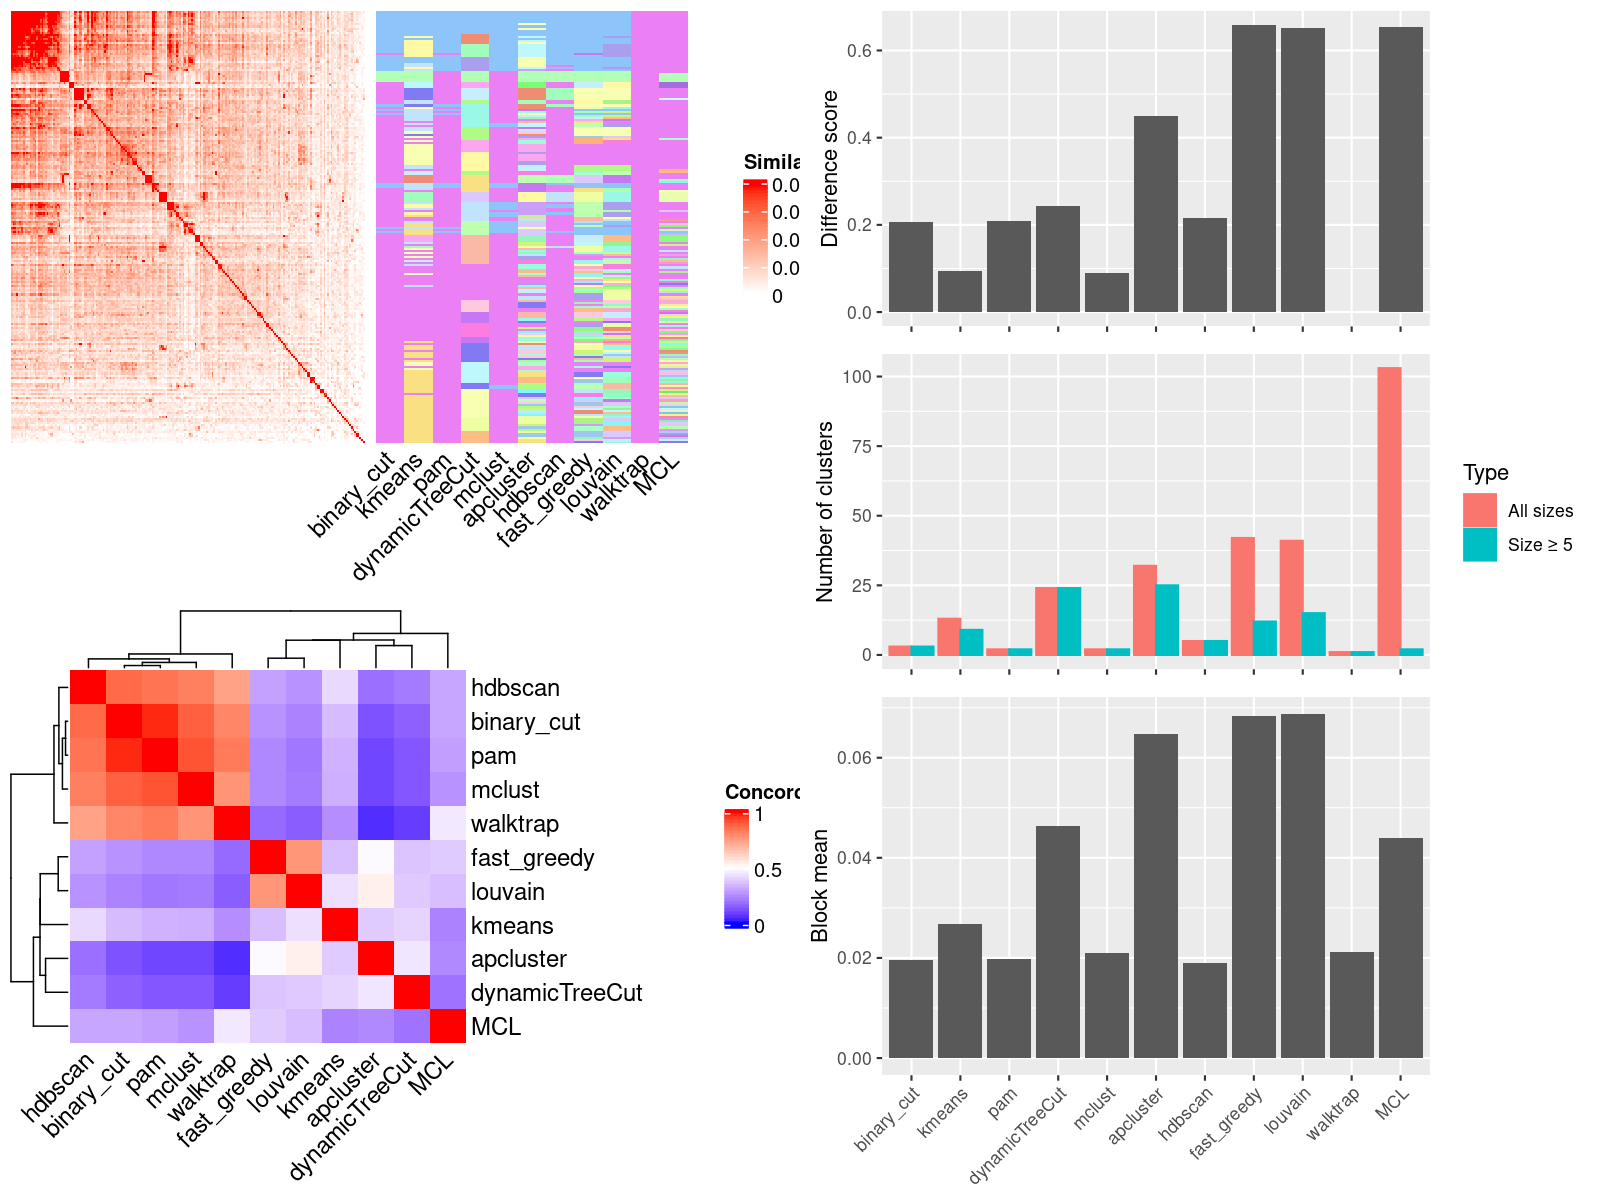 Simila
0.0
0.0
0.0
0.0
0
binary_cut
kmeans
pam
dynamicTreeCut
mclust
apcluster
hdbscan
fast_greedy
louvain
walktrap
MCL
hdbscan
binary_cut
pam
mclust
walktrap
fast_greedy
louvain
kmeans
apcluster
dynamicTreeCut
MCL
hdbscan
binary_cut
pam
mclust
walktrap
fast_greedy
louvain
kmeans
apcluster
dynamicTreeCut
MCL
Concord
1
0.5
0
Difference score
0.6
0.4
0.2
0.0
Number of clusters
100
75
50
25
0
Type
All sizes
Size ≥ 5
Block mean
0.06
0.04
0.02
0.00
binary_cut
kmeans
pam
dynamicTreeCut
mclust
apcluster
hdbscan
fast_greedy
louvain
walktrap
MCL